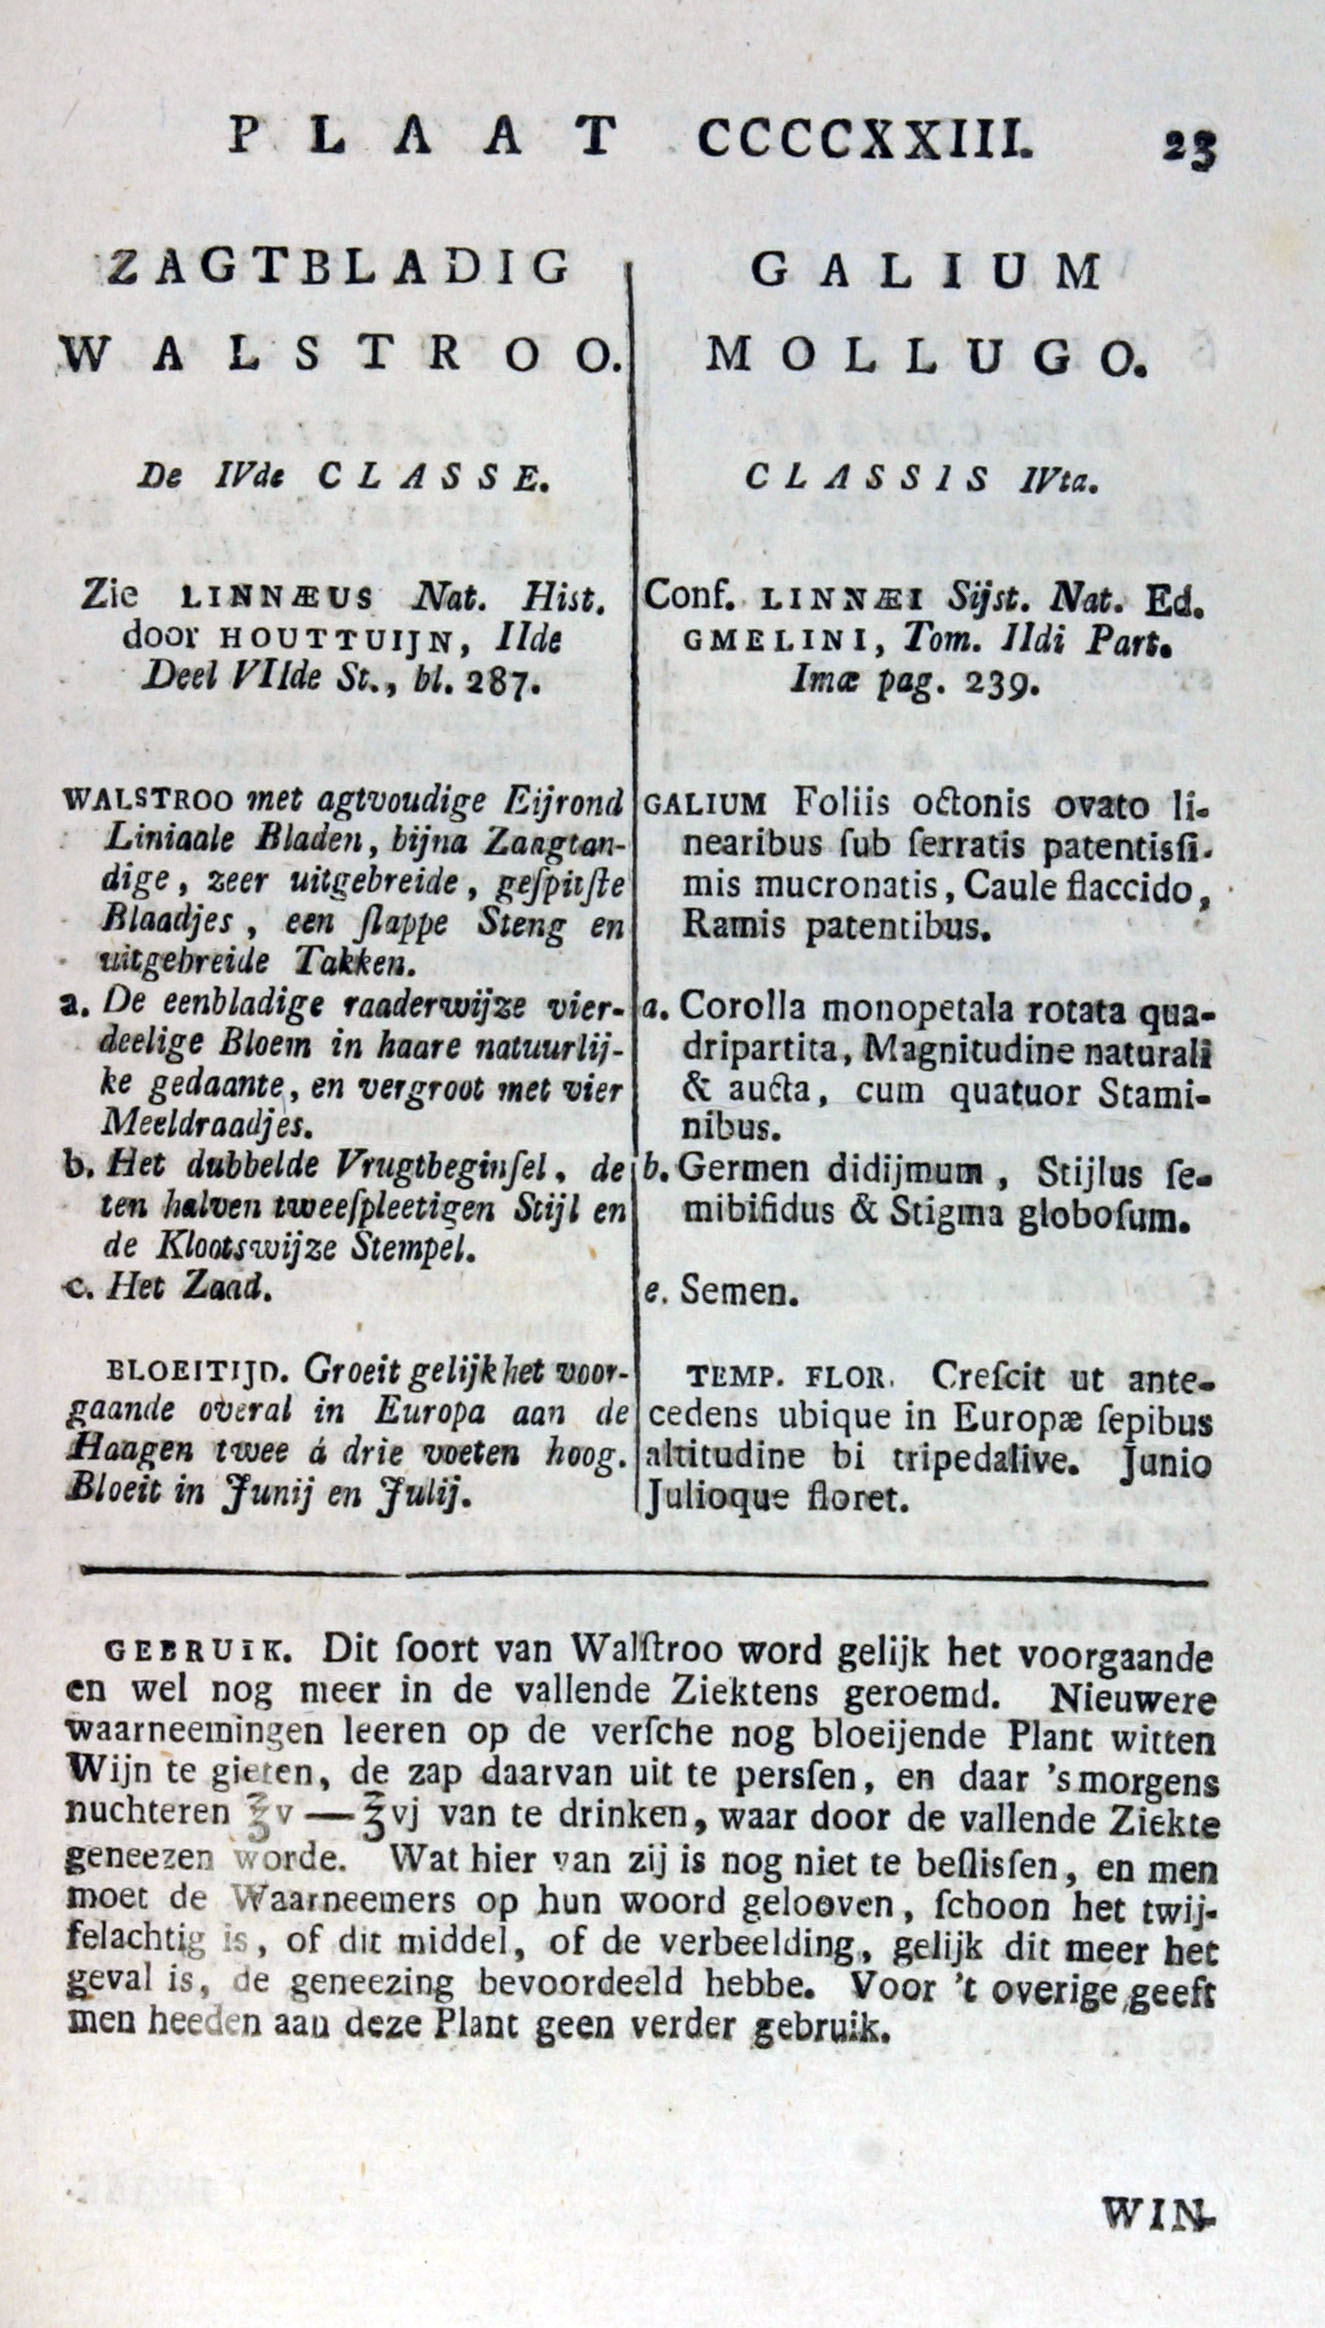 PLAAT CCCCXXIII. 23
ZAGTBLADIG
WALSTROO.
De IVde CLASSE.
Zie LINNÆUS Nat. Hist.
door HOUTTUIJN, IIde
Deel VIIde St., bl. 287.
WALSTROO met agtvoudige Eijrond
Liniaale Bladen, bijna Zaagtan-
dige, zeer uitgebreide, geſpitſte
Blaadjes, een ſlappe Steng en
uitgebreide Takken.
a. De eenbladige raaderwijze vier-
deelige Bloem in haare natuurlij-
ke gedaante, en vergroot met vier
Meeldraadjes.
b. Het dubbelde Vrugtbeginſel, de
ten halven tweeſpleetigen Stijl en
de Klootswijze Stempel.
c. Het Zaad.
BLOEITIJD. Groeit gelijk het voor-
gaande overal in Europa aan de
Haagen twee á drie voeten hoog.
Bloeit in Junij en Julij.
GALIUM
MOLLUGO.
CLASSIS IVta.
Conf. LINNÆI Sijst. Nat. Ed.
GMELINI, Tom. IIdi Part.
Imæ pag. 239.
GALIUM Foliis octonis ovato li-
nearibus ſub ſerratis patentisſi-
mis mucronatis, Caule flaccido,
Ramis patentibus.
a. Corolla monopetala rotata qua-
dripartita, Magnitudine naturali
& aucta, cum quatuor Stami-
nibus.
b. Germen didijmum, Stijlus ſe-
mibifidus & Stigma globoſum.
e. Semen.
TEMP. FLOR. Creſcit ut ante-
cedens ubique in Europæ ſepibus
altitudine bi tripedalive. Junio
Julioque floret.
GEBRUIK. Dit ſoort van Walſtroo word gelijk het voorgaande
en wel nog meer in de vallende Ziektens geroemd. Nieuwere
waarneemingen leeren op de verſche nog bloeijende Plant witten
Wijn te gieten, de zap daarvan uit te persſen, en daar 's morgens
nuchteren ℥v — ℥vj van te drinken, waar door de vallende Ziekte
geneezen worde. Wat hier van zij is nog niet te beſlisſen, en men
moet de Waarneemers op hun woord gelooven, ſchoon het twij-
felachtig is, of dit middel, of de verbeelding, gelijk dit meer het
geval is, de geneezing bevoordeeld hebbe. Voor 't overige geeft
men heeden aan deze Plant geen verder gebruik.
WIN-